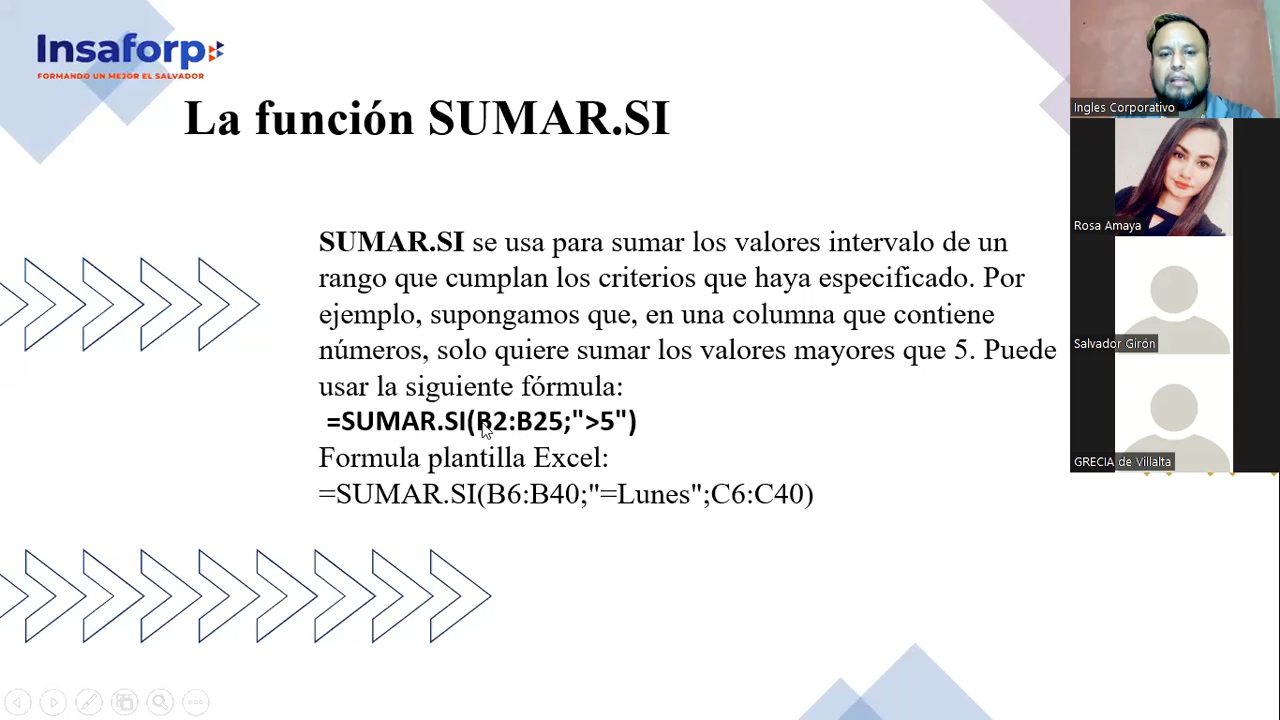 Insaforp
FORMANDO UN MEJOR EL SALVADOR
La función SUMAR.SI
SUMAR.SI se usa para sumar los valores intervalo de un
rango que cumplan los criterios que haya especificado. Por
ejemplo, supongamos que, en una columna que contiene
números, solo quiere sumar los valores mayores que 5. Puede
usar la siguiente fórmula:
=SUMAR.SI(B2:B25;">5")
Formula plantilla Excel:
=SUMAR.SI(B6:B40;"=Lunes";C6:C40)
Ingles Corporativo
Rosa Amaya
Salvador Girón
GRECIA de Villalta